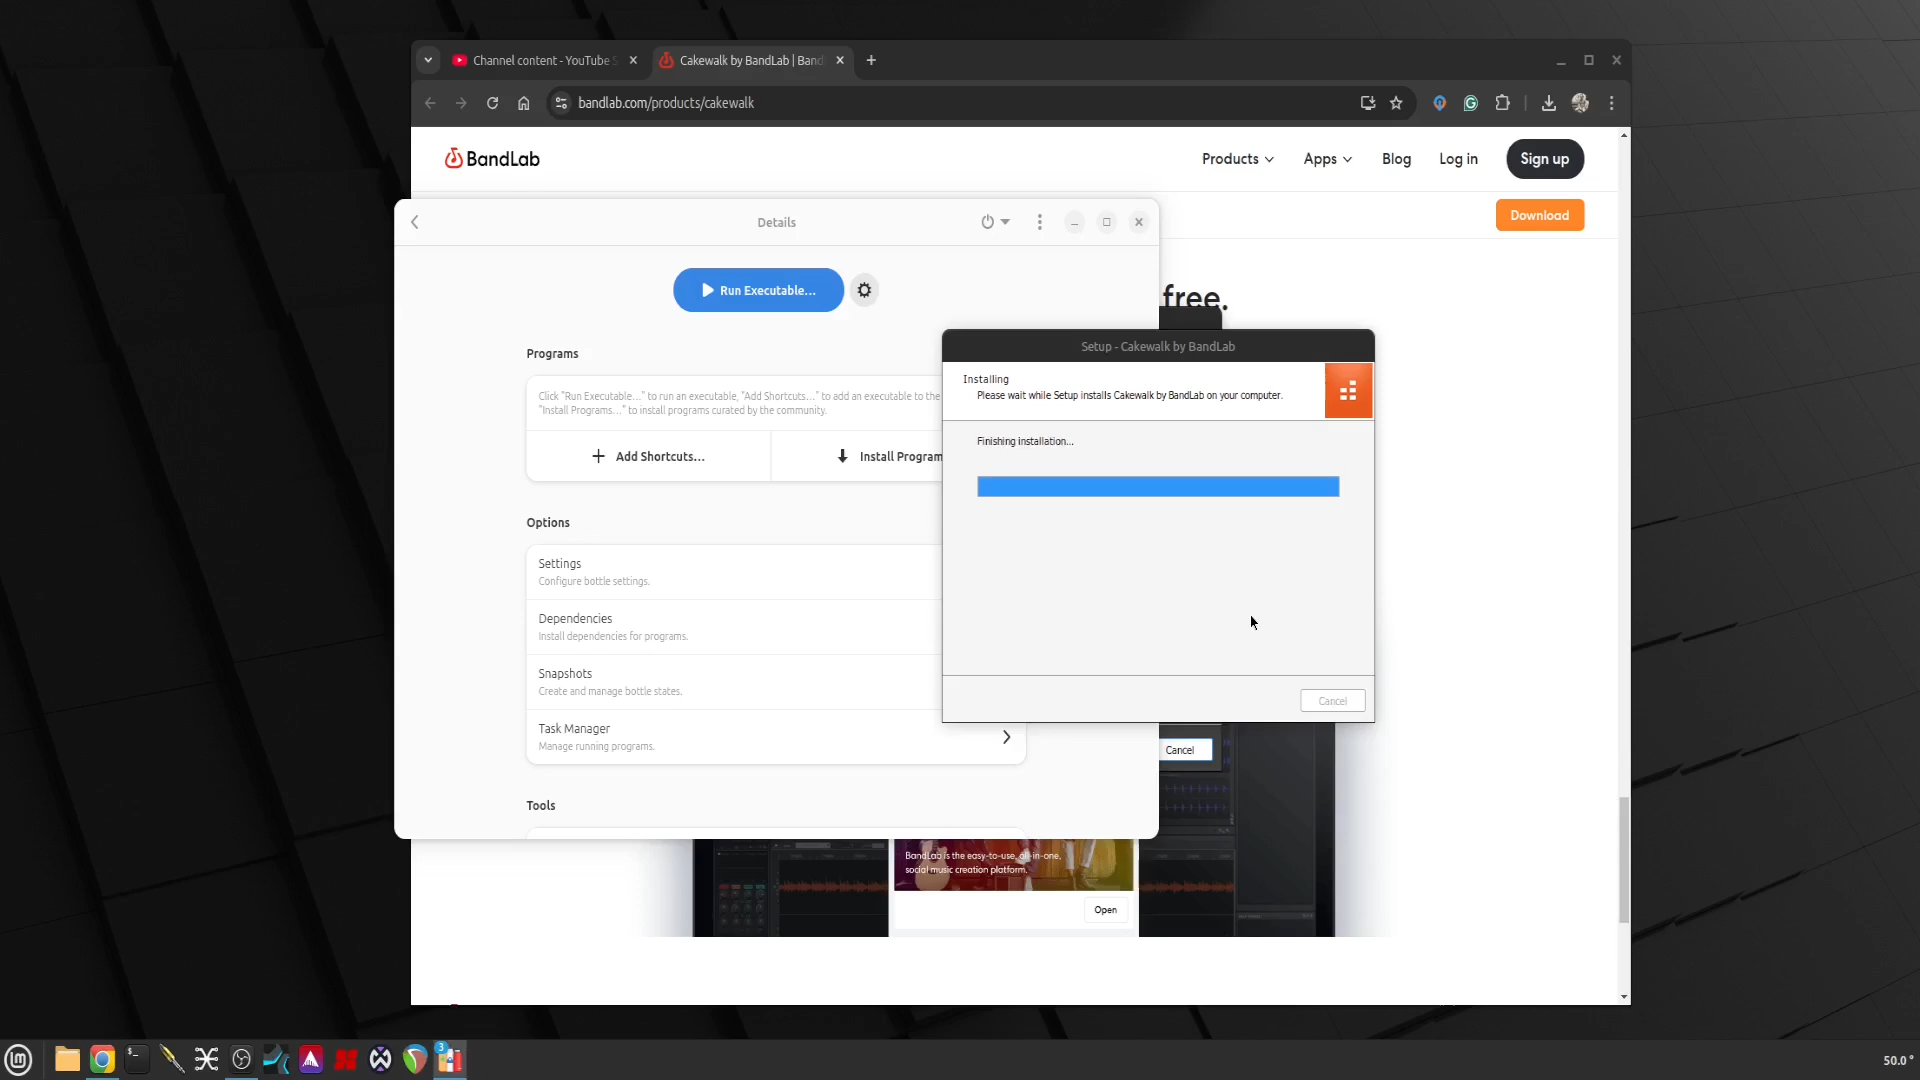 Channel content - YouTube S
Cakewalk by BandLab | Band
bandlab.com/products/cakewalk
BandLab
Products
Apps
Blog
Log in
Sign up
Download
Details
Run Executable...
free.
Programs
Click "Run Executable..." to run an executable, "Add Shortcuts..." to add an executable to the
"Install Programs..." to install programs curated by the community.
Add Shortcuts...
Install Program
Options
Settings
Configure bottle settings.
Dependencies
Install dependencies for programs.
Snapshots
Create and manage bottle states.
Task Manager
Manage running programs.
Tools
Setup - Cakewalk by BandLab
Installing
Please wait while Setup installs Cakewalk by BandLab on your computer.
Finishing installation...
Cancel
Cancel
BandLab is the easy-to-use, all-in-one,
social music creation platform.
Open
3
50.0°